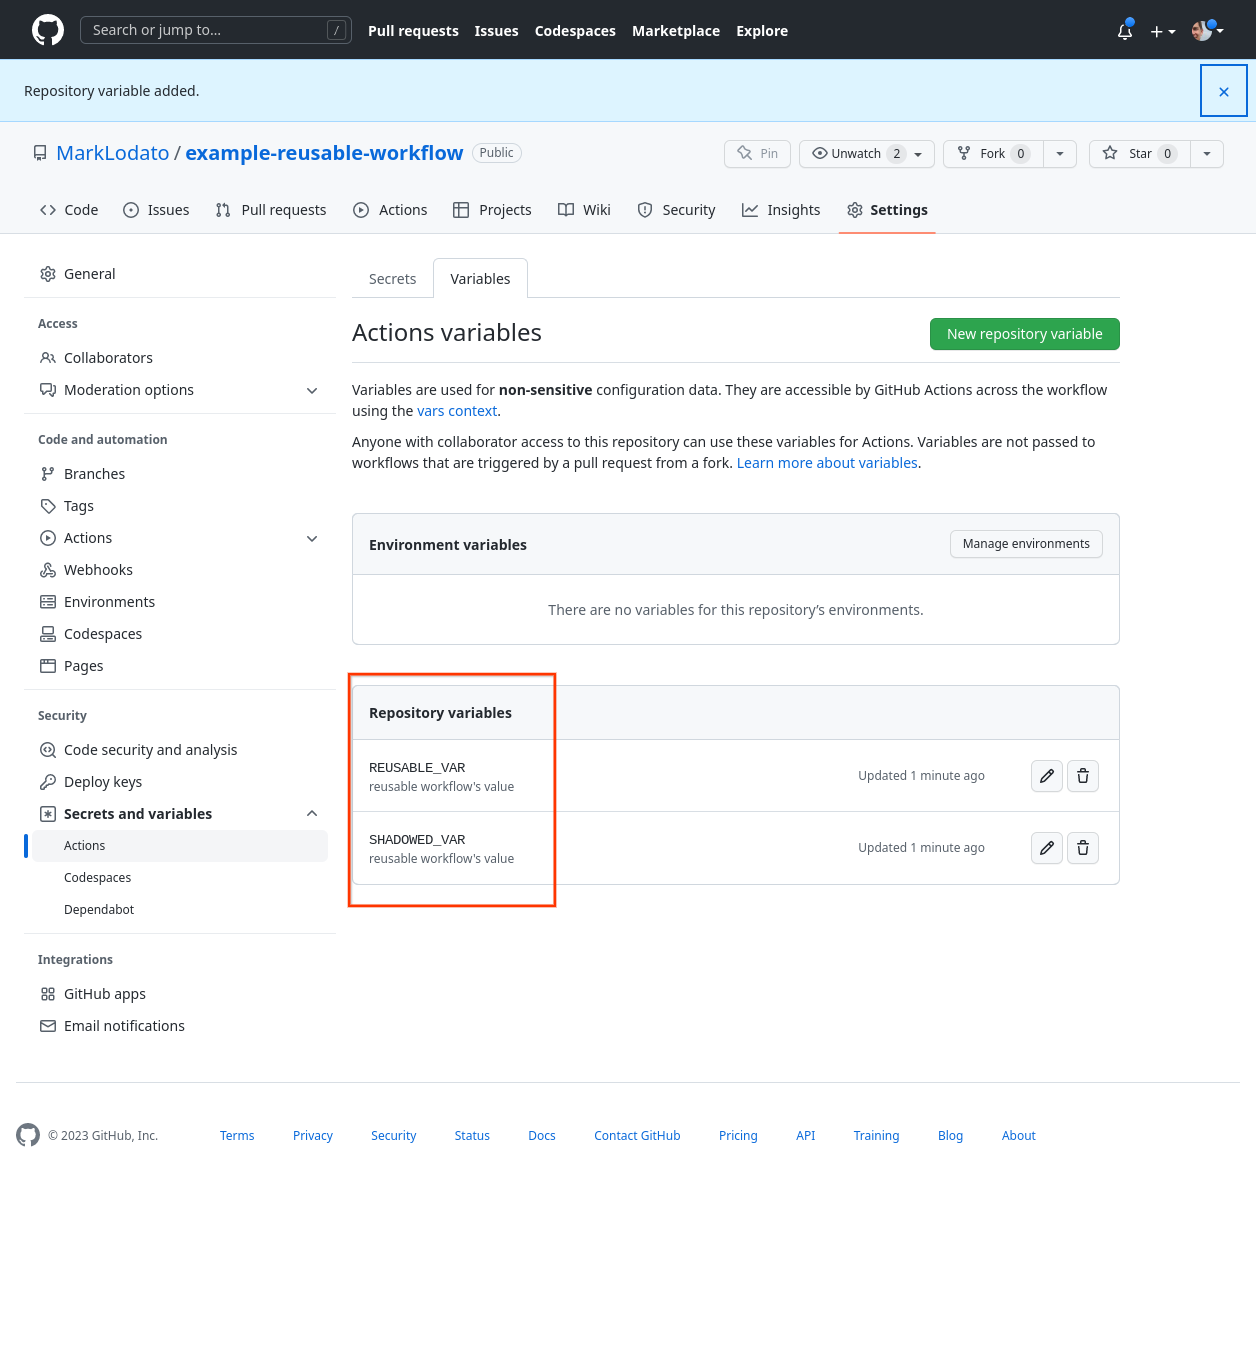 Search or jump to...
/
Pull requests
Issues
Codespaces
Marketplace
Explore
Repository variable added.
MarkLodato / example-reusable-workflow
Public
Pin
Unwatch 2
Fork 0
Star 0
Code
Issues
Pull requests
Actions
Projects
Wiki
Security
Insights
Settings
General
Access
Collaborators
Moderation options
Code and automation
Branches
Tags
Actions
Webhooks
Environments
Codespaces
Pages
Security
Code security and analysis
Deploy keys
Secrets and variables
Actions
Codespaces
Dependabot
Integrations
GitHub apps
Email notifications
Secrets
Variables
Actions variables
New repository variable
Variables are used for non-sensitive configuration data. They are accessible by GitHub Actions across the workflow
using the vars context.
Anyone with collaborator access to this repository can use these variables for Actions. Variables are not passed to
workflows that are triggered by a pull request from a fork. Learn more about variables.
Environment variables
Manage environments
There are no variables for this repository’s environments.
Repository variables
REUSABLE_VAR
reusable workflow's value
Updated 1 minute ago
SHADOWED_VAR
reusable workflow's value
Updated 1 minute ago
© 2023 GitHub, Inc.
Terms
Privacy
Security
Status
Docs
Contact GitHub
Pricing
API
Training
Blog
About